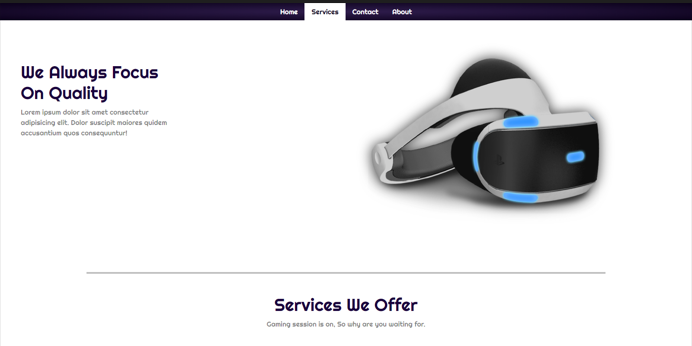 Home Services Contact About
We Always Focus
On Quality
Lorem ipsum dolor sit amet consectetur
adipisicing elit. Dolor suscipit maiores quidem
accusantium quos consequuntur!
Services We Offer
Gaming session is on, So why are you waiting for.